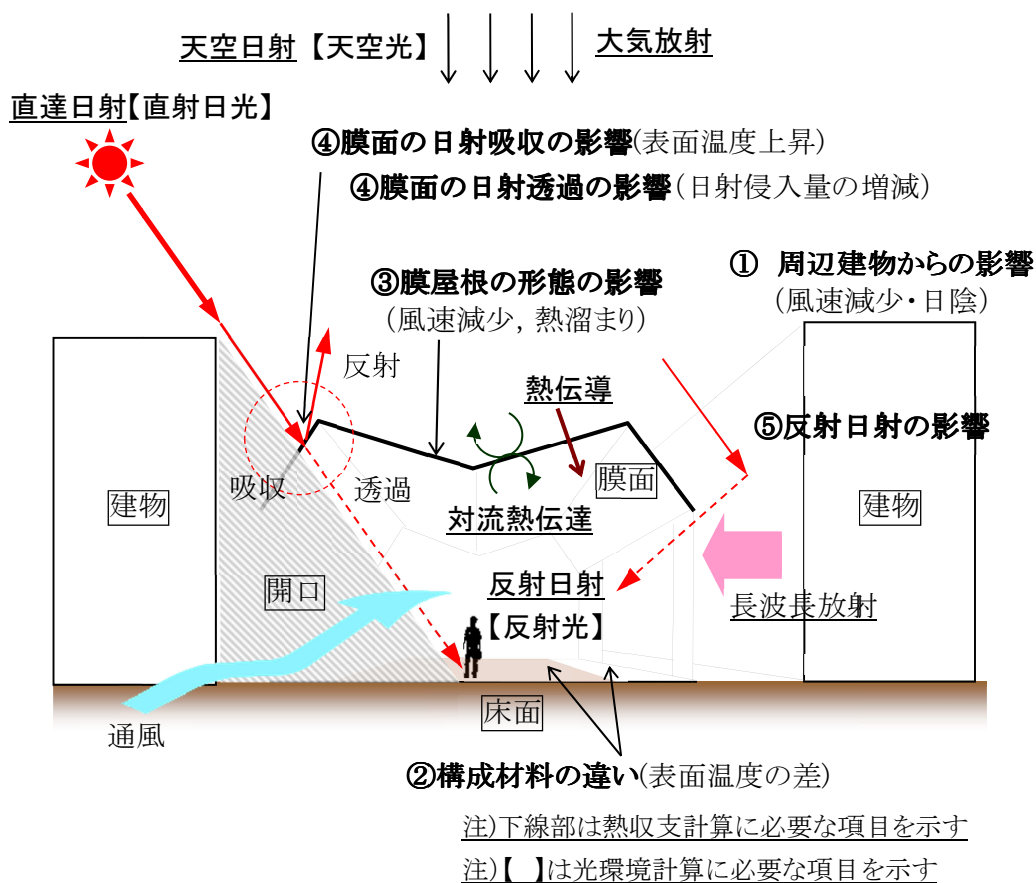 天空日射【天空光】
大気放射
直達日射【直射日光】
④膜面の日射吸収の影響(表面温度上昇)
④膜面の日射透過の影響(日射侵入量の増減)
① 周辺建物からの影響
(風速減少・日陰)
③膜屋根の形態の影響
(風速減少, 熱溜まり)
反射
熱伝導
⑤反射日射の影響
吸収
透過
膜面
建物
対流熱伝達
建物
開口
反射日射
【反射光】
長波長放射
通風
床面
②構成材料の違い(表面温度の差)
注)下線部は熱収支計算に必要な項目を示す
注)【 】は光環境計算に必要な項目を示す